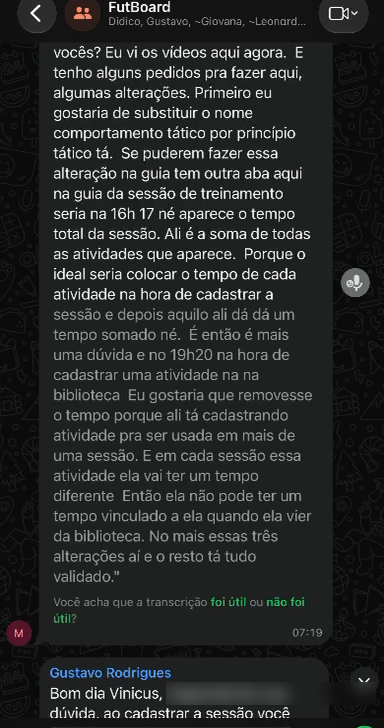 FutBoard
Didico, Gustavo, ~Giovana, ~Leonard...
vocês? Eu vi os vídeos aqui agora. E
tenho alguns pedidos pra fazer aqui,
algumas alterações. Primeiro eu
gostaria de substituir o nome
comportamento tático por princípio
tático tá. Se puderem fazer essa
alteração na guia tem outra aba aqui
na guia da sessão de treinamento
seria na 16h 17 né aparece o tempo
total da sessão. Ali é a soma de todas
as atividades que aparece. Porque o
ideal seria colocar o tempo de cada
atividade na hora de cadastrar a
sessão e depois aquilo ali dá dá um
tempo somado né. É então é mais
uma dúvida e no 19h20 na hora de
cadastrar uma atividade na na
biblioteca Eu gostaria que removesse
o tempo porque ali tá cadastrando
atividade pra ser usada em mais de
uma sessão. E em cada sessão essa
atividade ela vai ter um tempo
diferente Então ela não pode ter um
tempo vinculado a ela quando ela vier
da biblioteca. No mais essas três
alterações aí e o resto tá tudo
validado."
Você acha que a transcrição foi útil ou não foi
útil?
07:19
M
Gustavo Rodrigues
Bom dia Vinicus,
dúvida, ao cadastrar a sessão você